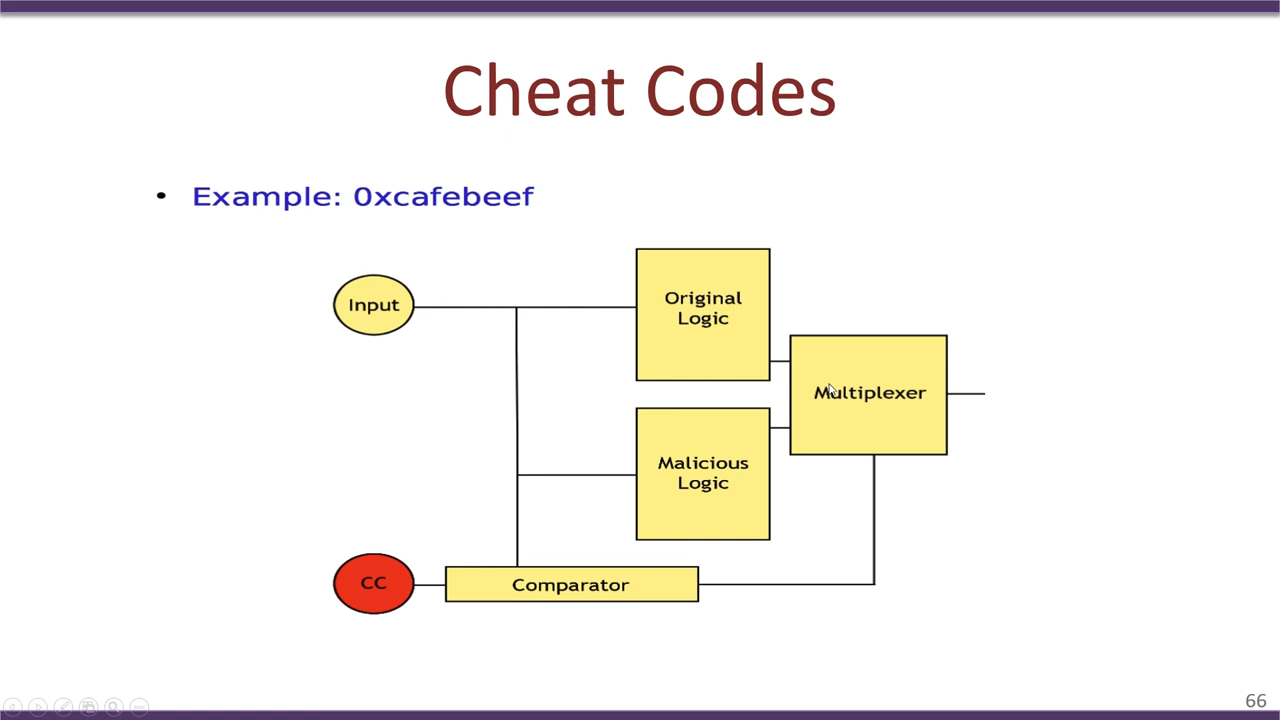 Cheat Codes
• Example: 0xcafebeef
Input
Original
Logic
Multiplexer
Malicious
Logic
CC
Comparator
66